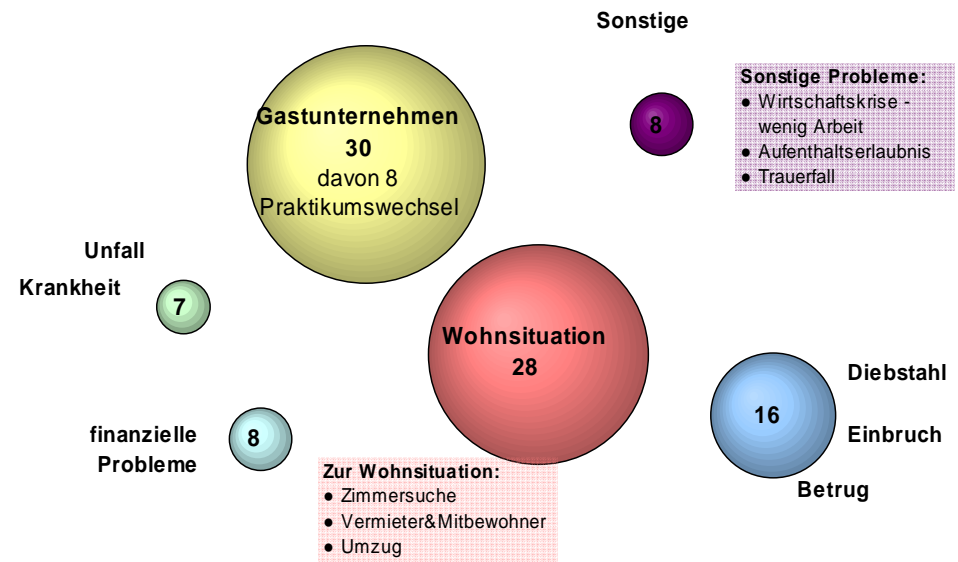 Sonstige
Sonstige Probleme:
● Wirtschaftskrise -
wenig Arbeit
● Aufenthaltserlaubnis
● Trauerfall
8
Gastunternehmen
30
davon 8
Praktikumswechsel
Unfall
Krankheit
7
Wohnsituation
28
Diebstahl
16
Einbruch
Betrug
finanzielle
Probleme
8
Zur Wohnsituation:
● Zimmersuche
● Vermieter&Mitbewohner
● Umzug